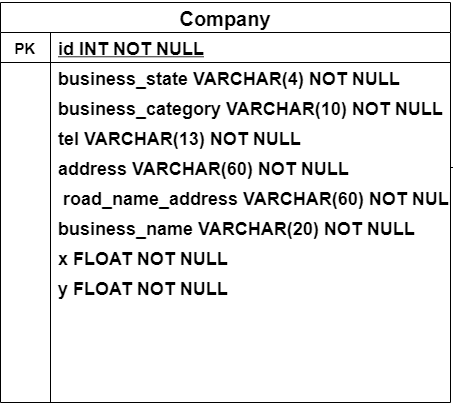 Company
PK id INT NOT NULL
business_state VARCHAR(4) NOT NULL
business_category VARCHAR(10) NOT NULL
tel VARCHAR(13) NOT NULL
address VARCHAR(60) NOT NULL
road_name_address VARCHAR(60) NOT NUL
business_name VARCHAR(20) NOT NULL
x FLOAT NOT NULL
y FLOAT NOT NULL